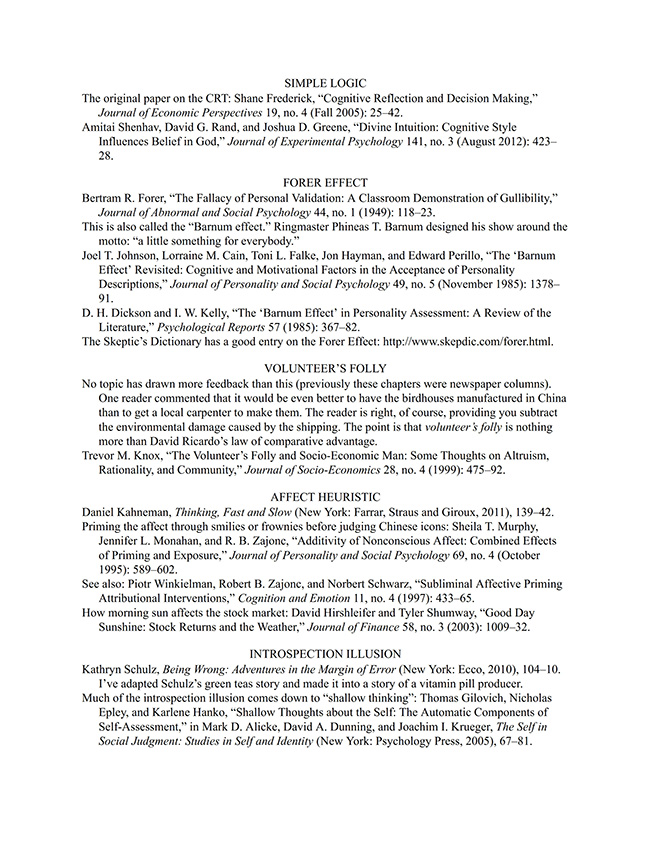 SIMPLE LOGIC
The original paper on the CRT: Shane Frederick, “Cognitive Reflection and Decision Making,”
Journal of Economic Perspectives 19, no. 4 (Fall 2005): 25–42.
Amitai Shenhav, David G. Rand, and Joshua D. Greene, “Divine Intuition: Cognitive Style
Influences Belief in God,” Journal of Experimental Psychology 141, no. 3 (August 2012): 423–
28.
FORER EFFECT
Bertram R. Forer, “The Fallacy of Personal Validation: A Classroom Demonstration of Gullibility,”
Journal of Abnormal and Social Psychology 44, no. 1 (1949): 118–23.
This is also called the “Barnum effect.” Ringmaster Phineas T. Barnum designed his show around the
motto: “a little something for everybody.”
Joel T. Johnson, Lorraine M. Cain, Toni L. Falke, Jon Hayman, and Edward Perillo, “The ‘Barnum
Effect’ Revisited: Cognitive and Motivational Factors in the Acceptance of Personality
Descriptions,” Journal of Personality and Social Psychology 49, no. 5 (November 1985): 1378–
91.
D. H. Dickson and I. W. Kelly, “The ‘Barnum Effect’ in Personality Assessment: A Review of the
Literature,” Psychological Reports 57 (1985): 367–82.
The Skeptic’s Dictionary has a good entry on the Forer Effect: http://www.skepdic.com/forer.html.
VOLUNTEER’S FOLLY
No topic has drawn more feedback than this (previously these chapters were newspaper columns).
One reader commented that it would be even better to have the birdhouses manufactured in China
than to get a local carpenter to make them. The reader is right, of course, providing you subtract
the environmental damage caused by the shipping. The point is that volunteer’s folly is nothing
more than David Ricardo’s law of comparative advantage.
Trevor M. Knox, “The Volunteer’s Folly and Socio-Economic Man: Some Thoughts on Altruism,
Rationality, and Community,” Journal of Socio-Economics 28, no. 4 (1999): 475–92.
AFFECT HEURISTIC
Daniel Kahneman, Thinking, Fast and Slow (New York: Farrar, Straus and Giroux, 2011), 139–42.
Priming the affect through smilies or frownies before judging Chinese icons: Sheila T. Murphy,
Jennifer L. Monahan, and R. B. Zajonc, “Additivity of Nonconscious Affect: Combined Effects
of Priming and Exposure,” Journal of Personality and Social Psychology 69, no. 4 (October
1995): 589–602.
See also: Piotr Winkielman, Robert B. Zajonc, and Norbert Schwarz, “Subliminal Affective Priming
Attributional Interventions,” Cognition and Emotion 11, no. 4 (1997): 433–65.
How morning sun affects the stock market: David Hirshleifer and Tyler Shumway, “Good Day
Sunshine: Stock Returns and the Weather,” Journal of Finance 58, no. 3 (2003): 1009–32.
INTROSPECTION ILLUSION
Kathryn Schulz, Being Wrong: Adventures in the Margin of Error (New York: Ecco, 2010), 104–10.
I’ve adapted Schulz’s green teas story and made it into a story of a vitamin pill producer.
Much of the introspection illusion comes down to “shallow thinking”: Thomas Gilovich, Nicholas
Epley, and Karlene Hanko, “Shallow Thoughts about the Self: The Automatic Components of
Self-Assessment,” in Mark D. Alicke, David A. Dunning, and Joachim I. Krueger, The Self in
Social Judgment: Studies in Self and Identity (New York: Psychology Press, 2005), 67–81.